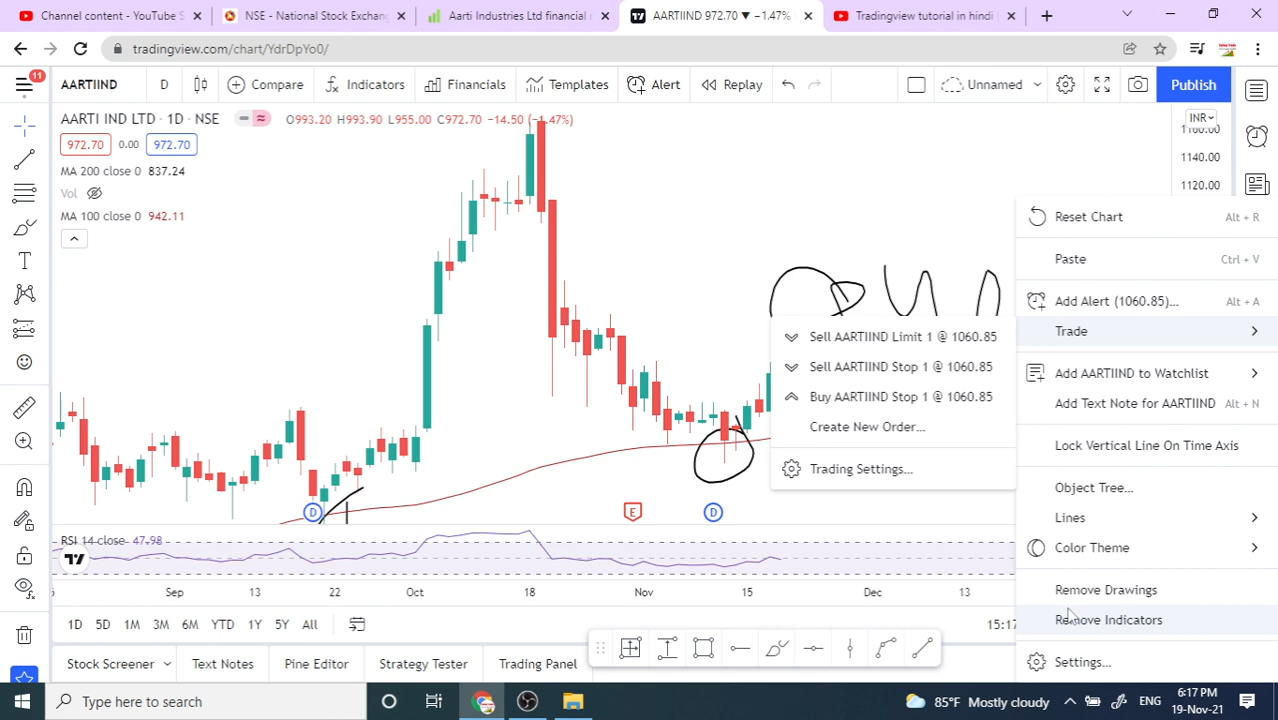 Channel content - YouTube S
NSE - National Stock Exchan
Aarti Industries Ltd financial r
AARTIIND 972.70 ▼ −1.47%
Tradingview tutorial in hindi
tradingview.com/chart/YdrDpYo0/
11
AARTIIND
D
Compare
Indicators
Financials
Templates
Alert
Replay
Unnamed
Publish
AARTI IND LTD · 1D · NSE
O993.20 H993.90 L955.00 C972.70 −14.50 (−1.47%)
INR
1160.00
972.70
0.00
972.70
1140.00
MA 200 close 0 837.24
1120.00
Vol
MA 100 close 0 942.11
Reset Chart
Alt + R
Paste
Ctrl + V
Add Alert (1060.85)...
Alt + A
Trade
Sell AARTIIND Limit 1 @ 1060.85
Sell AARTIIND Stop 1 @ 1060.85
Buy AARTIIND Stop 1 @ 1060.85
Create New Order...
Trading Settings...
Add AARTIIND to Watchlist
Add Text Note for AARTIIND
Alt + N
Lock Vertical Line On Time Axis
Object Tree...
Lines
Color Theme
Remove Drawings
Remove Indicators
Settings...
D
E
D
RSI 14 close 47.98
Sep
13
22
Oct
18
Nov
15
Dec
13
1D
5D
1M
3M
6M
YTD
1Y
5Y
All
15:17
Stock Screener
Text Notes
Pine Editor
Strategy Tester
Trading Panel
Type here to search
85°F Mostly cloudy
ENG
6:17 PM
19-Nov-21